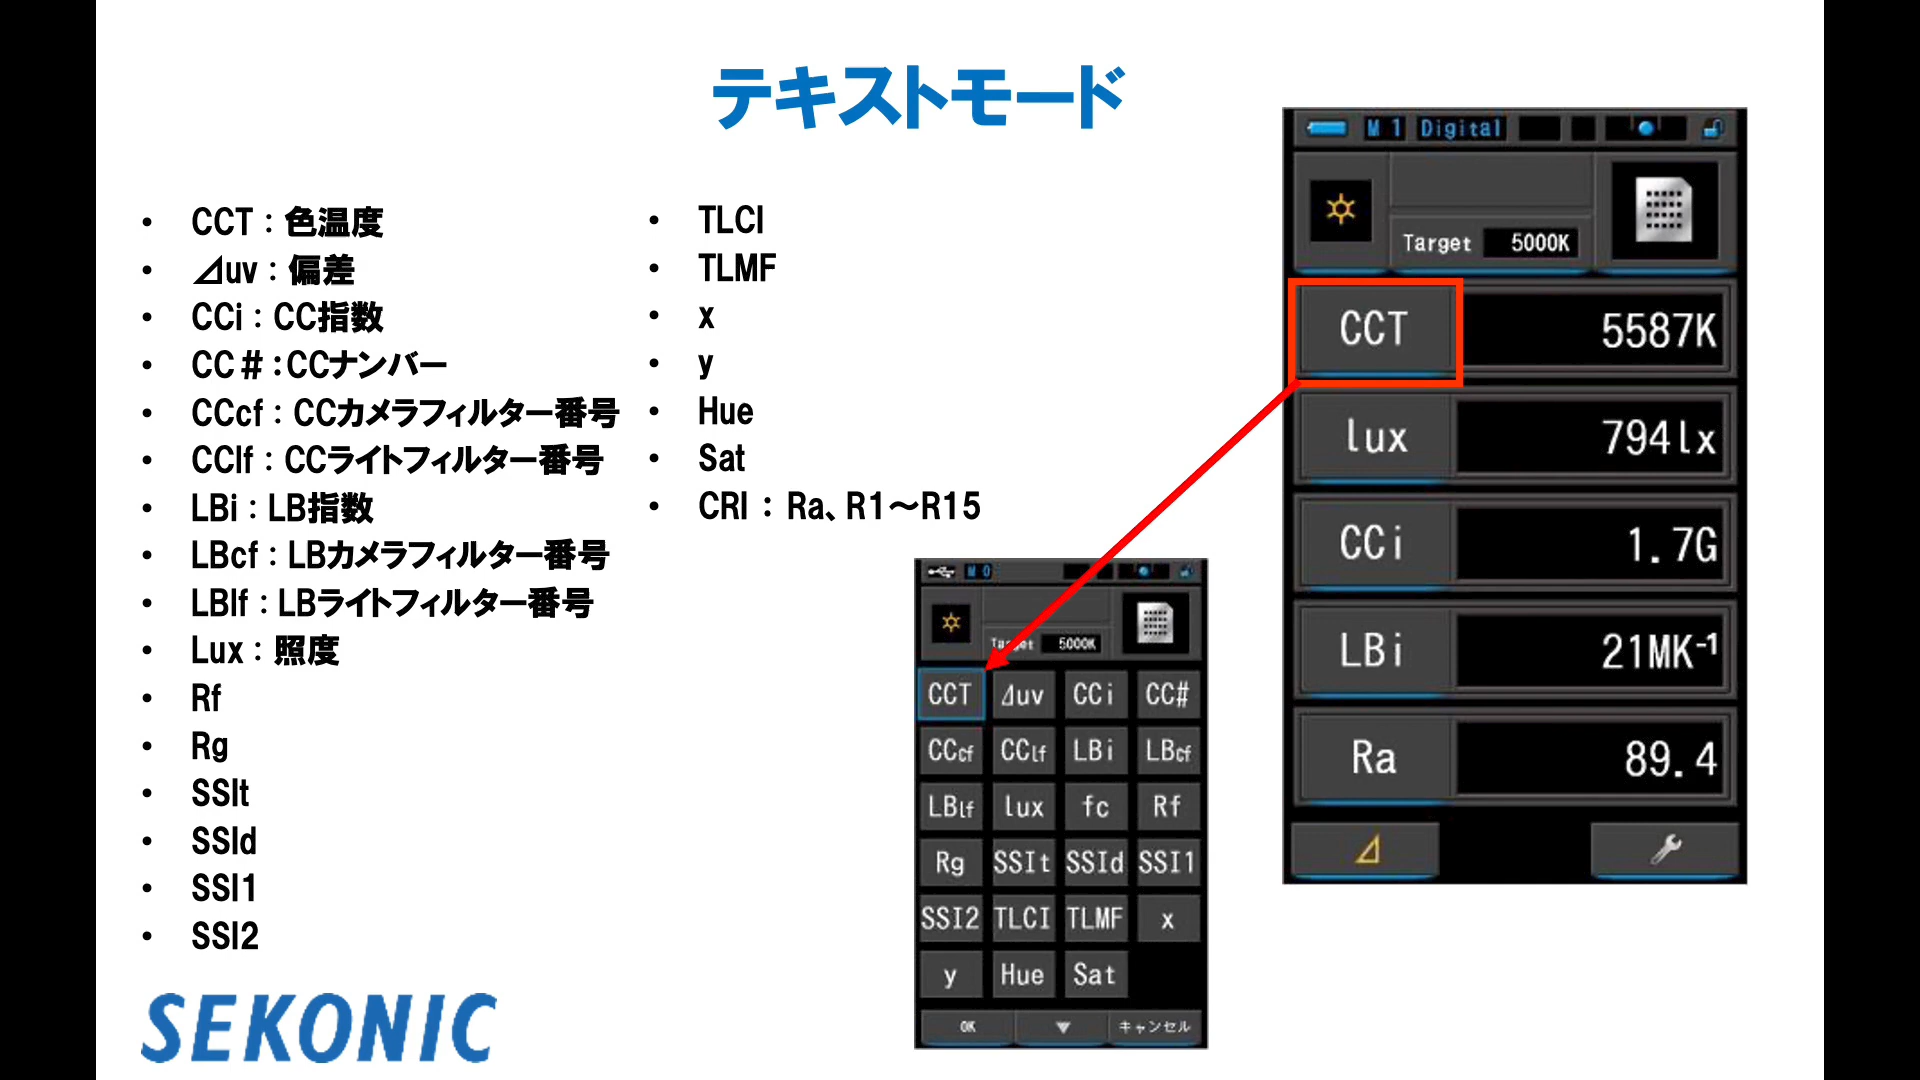 テキストモード
• CCT：色温度
• ⊿uv：偏差
• CCi：CC指数
• CC＃：CCナンバー
• CCcf：CCカメラフィルター番号
• CClf：CCライトフィルター番号
• LBi：LB指数
• LBcf：LBカメラフィルター番号
• LBlf：LBライトフィルター番号
• Lux：照度
• Rf
• Rg
• SSIt
• SSId
• SSI1
• SSI2
• TLCI
• TLMF
• x
• y
• Hue
• Sat
• CRI：Ra、R1～R15
M 1 Digital
Target 5000K
CCT 5587K
lux 794lx
CCi 1.7G
LBi 21MK⁻¹
Ra 89.4
⊿
M 0
Target 5000K
CCT ⊿uv CCi CC#
CCcf CClf LBi LBcf
LBlf lux fc Rf
Rg SSIt SSId SSI1
SSI2 TLCI TLMF x
y Hue Sat
OK ▼ キャンセル
SEKONIC